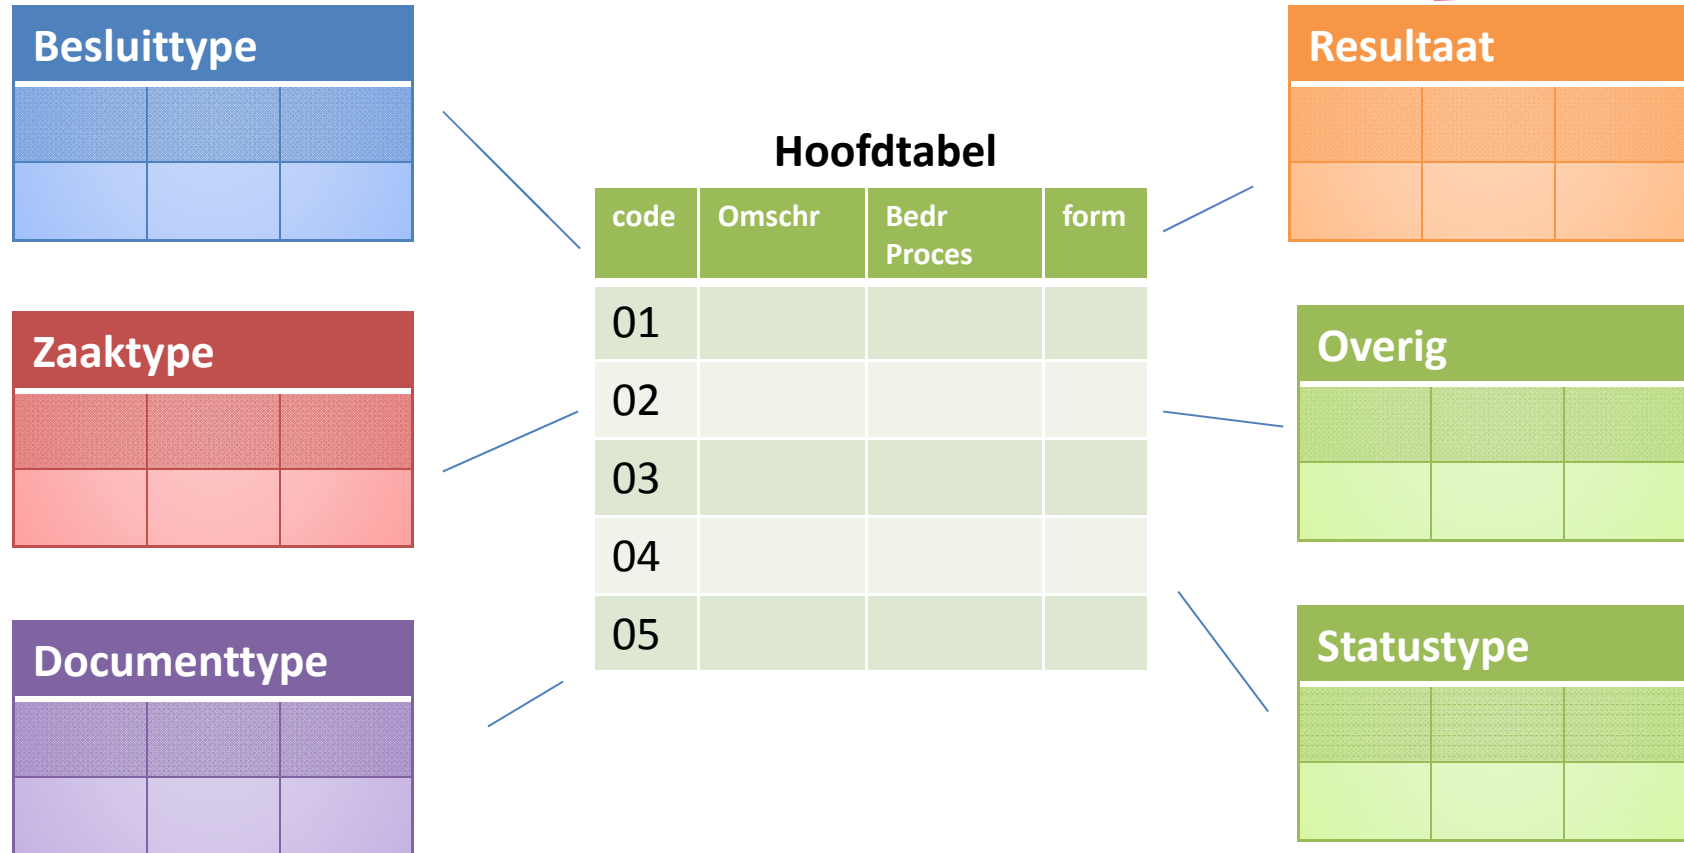 Besluittype
Zaaktype
Documenttype
Hoofdtabel
code Omschr Bedr Proces form
01
02
03
04
05
Resultaat
Overig
Statustype